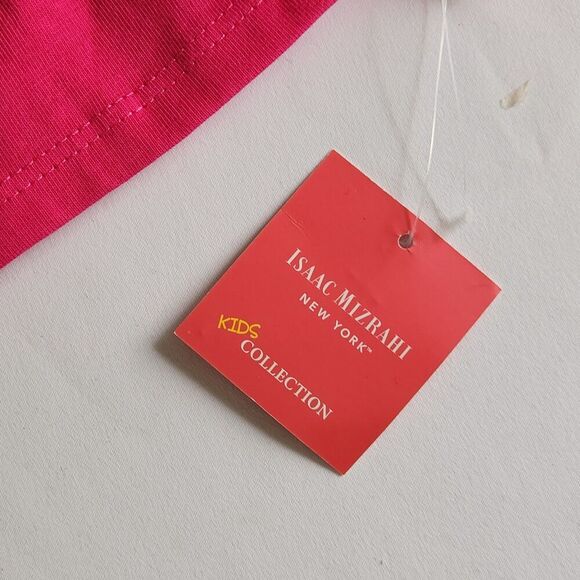 ISAAC MIZRAHI
NEW YORK™
KIDS
COLLECTION